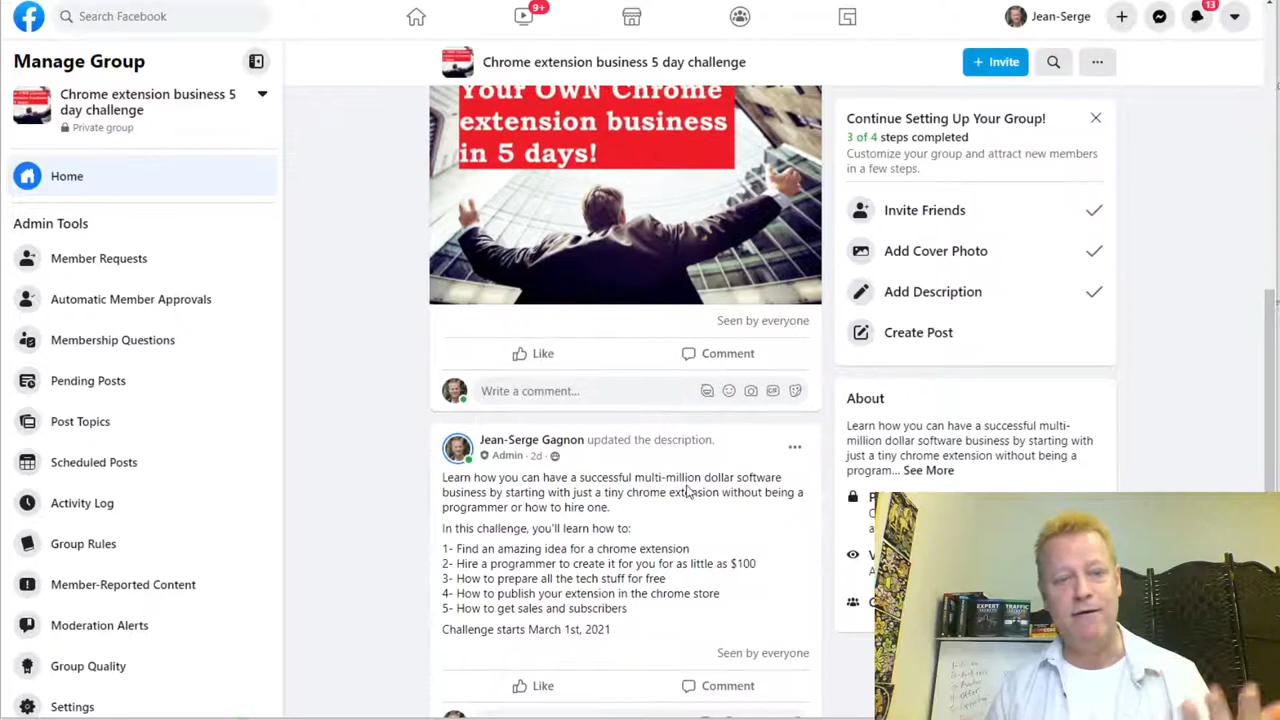 Search Facebook
9+
Jean-Serge
13
Manage Group
Chrome extension business 5
day challenge
Private group
Home
Admin Tools
Member Requests
Automatic Member Approvals
Membership Questions
Pending Posts
Post Topics
Scheduled Posts
Activity Log
Group Rules
Member-Reported Content
Moderation Alerts
Group Quality
Settings
Chrome extension business 5 day challenge
+ Invite
Your OWN Chrome
extension business
in 5 days!
Seen by everyone
Like
Comment
Write a comment...
GIF
Jean-Serge Gagnon updated the description.
Admin · 2d ·
Learn how you can have a successful multi-million dollar software
business by starting with just a tiny chrome extension without being a
programmer or how to hire one.
In this challenge, you'll learn how to:
1- Find an amazing idea for a chrome extension
2- Hire a programmer to create it for you for as little as $100
3- How to prepare all the tech stuff for free
4- How to publish your extension in the chrome store
5- How to get sales and subscribers
Challenge starts March 1st, 2021
Seen by everyone
Like
Comment
Continue Setting Up Your Group!
3 of 4 steps completed
Customize your group and attract new members
in a few steps.
Invite Friends
Add Cover Photo
Add Description
Create Post
About
Learn how you can have a successful multi-
million dollar software business by starting with
just a tiny chrome extension without being a
program... See More
EXPERT
SECRETS
TRAFFIC
SECRETS